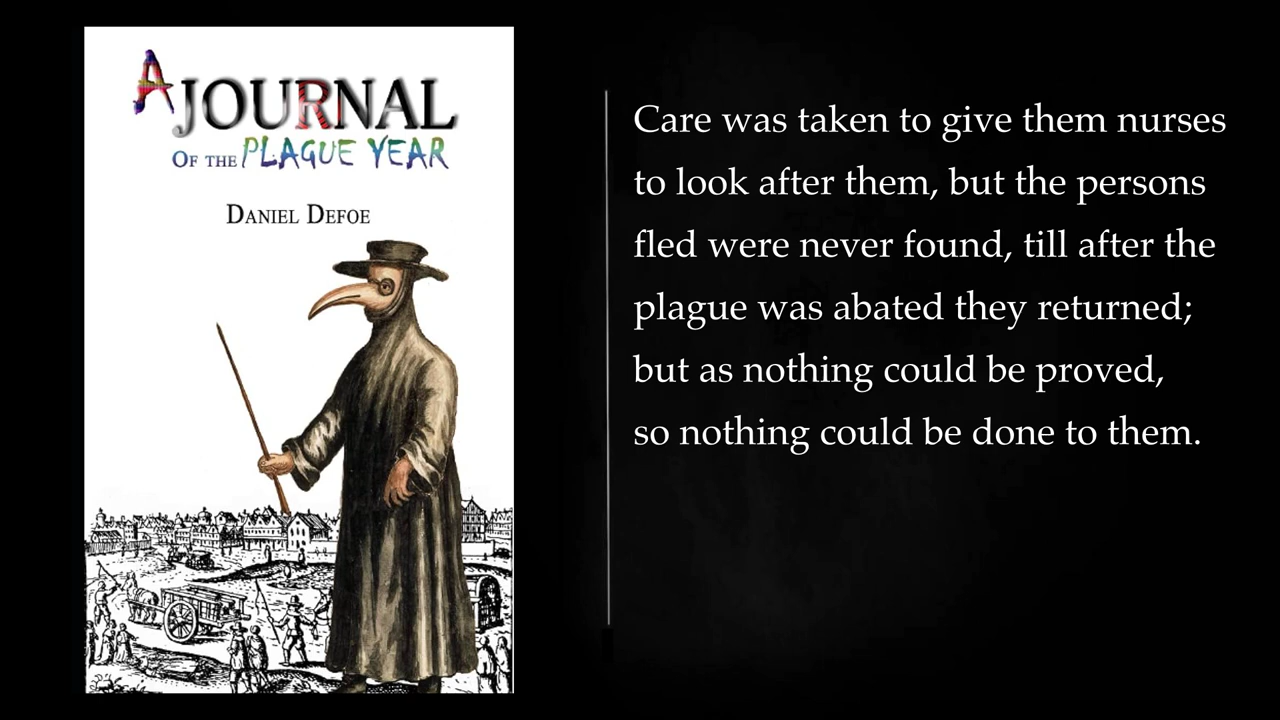 A JOURNAL
OF THE PLAGUE YEAR
DANIEL DEFOE
Care was taken to give them nurses
to look after them, but the persons
fled were never found, till after the
plague was abated they returned;
but as nothing could be proved,
so nothing could be done to them.